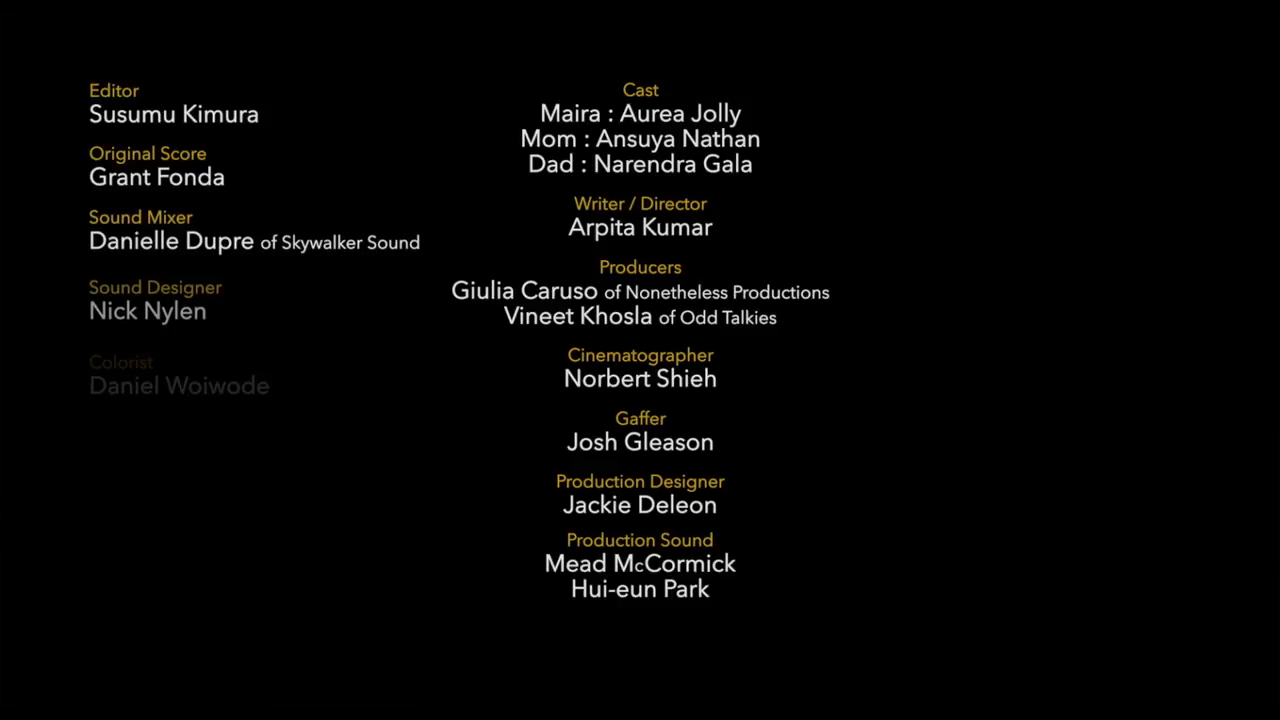 Editor
Susumu Kimura
Original Score
Grant Fonda
Sound Mixer
Danielle Dupre of Skywalker Sound
Sound Designer
Nick Nylen
Colorist
Daniel Woiwode
Cast
Maira : Aurea Jolly
Mom : Ansuya Nathan
Dad : Narendra Gala
Writer / Director
Arpita Kumar
Producers
Giulia Caruso of Nonetheless Productions
Vineet Khosla of Odd Talkies
Cinematographer
Norbert Shieh
Gaffer
Josh Gleason
Production Designer
Jackie Deleon
Production Sound
Mead McCormick
Hui-eun Park